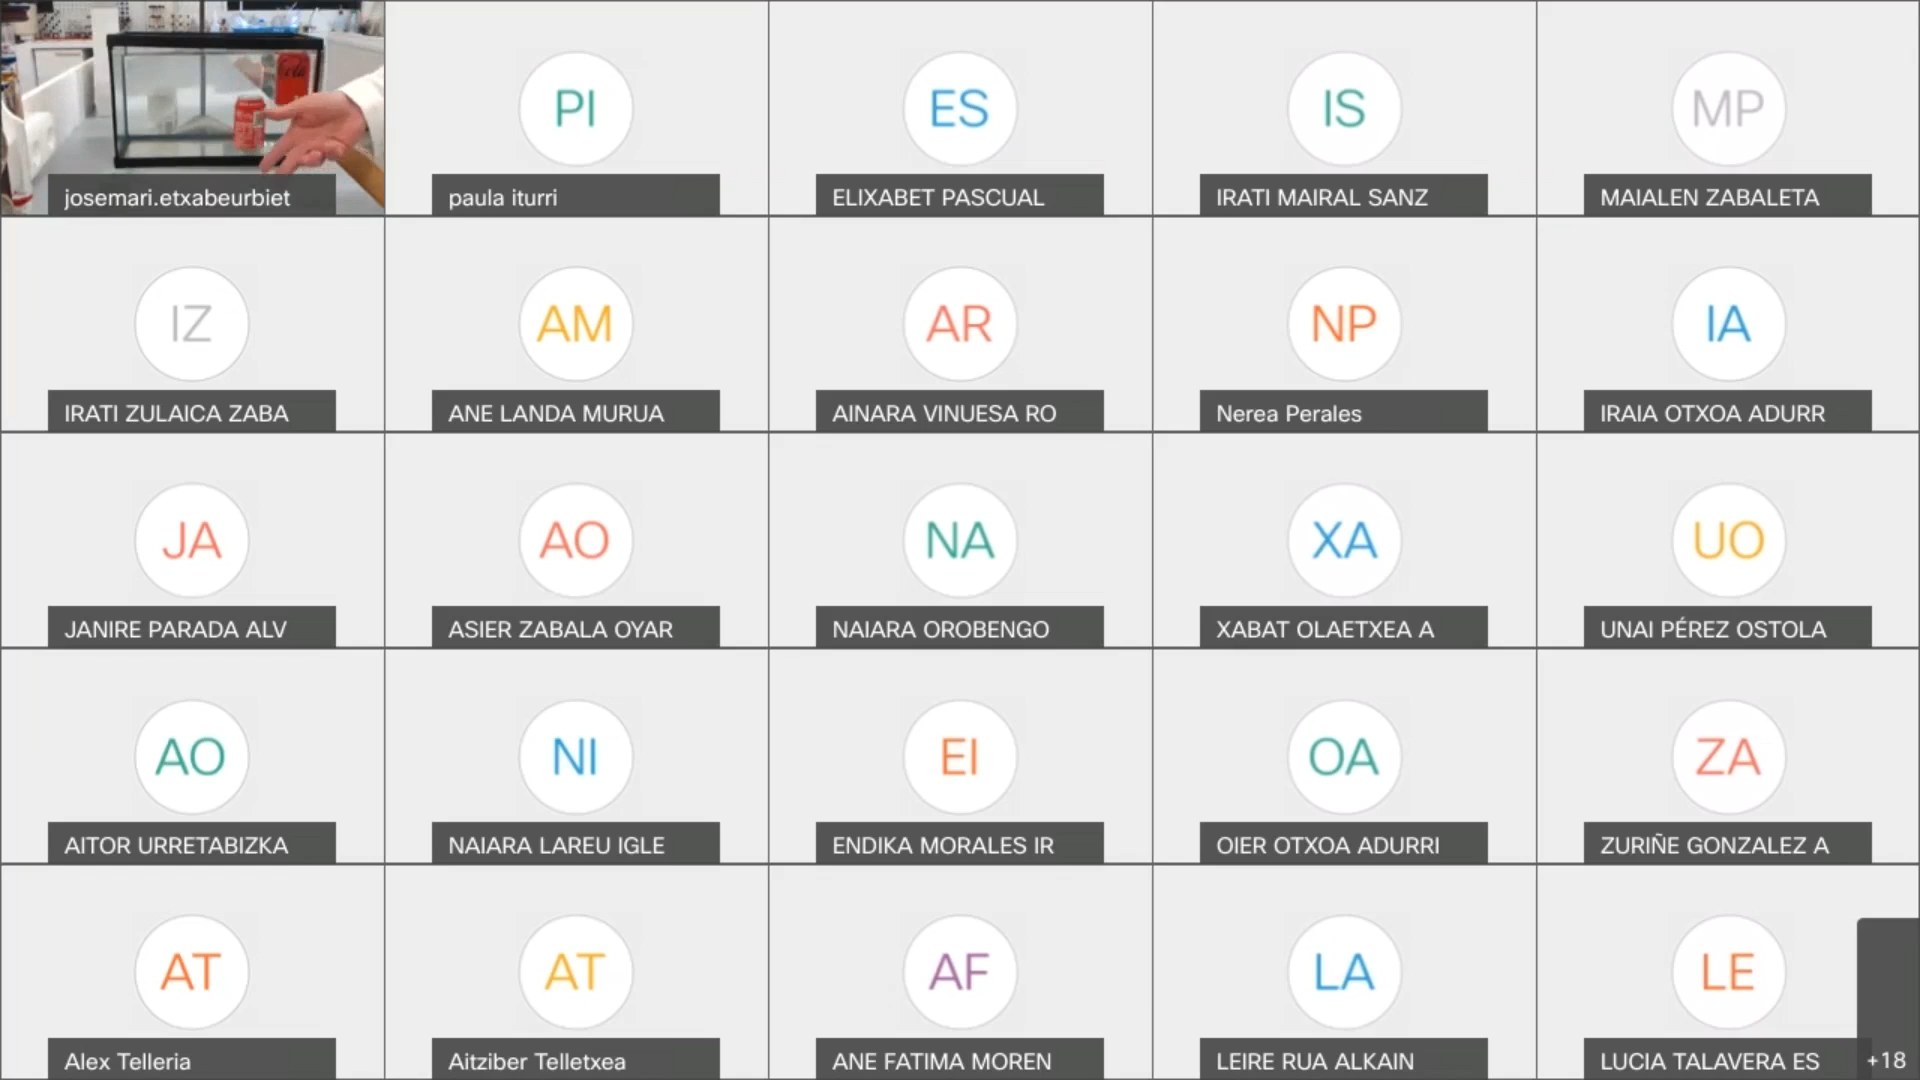 Cola
josemari.etxabeurbiet
PI
paula iturri
ES
ELIXABET PASCUAL
IS
IRATI MAIRAL SANZ
MP
MAIALEN ZABALETA
IZ
IRATI ZULAICA ZABA
AM
ANE LANDA MURUA
AR
AINARA VINUESA RO
NP
Nerea Perales
IA
IRAIA OTXOA ADURR
JA
JANIRE PARADA ALV
AO
ASIER ZABALA OYAR
NA
NAIARA OROBENGO
XA
XABAT OLAETXEA A
UO
UNAI PÉREZ OSTOLA
AO
AITOR URRETABIZKA
NI
NAIARA LAREU IGLE
EI
ENDIKA MORALES IR
OA
OIER OTXOA ADURRI
ZA
ZURIÑE GONZALEZ A
AT
Alex Telleria
AT
Aitziber Telletxea
AF
ANE FATIMA MOREN
LA
LEIRE RUA ALKAIN
LE
LUCIA TALAVERA ES
+18